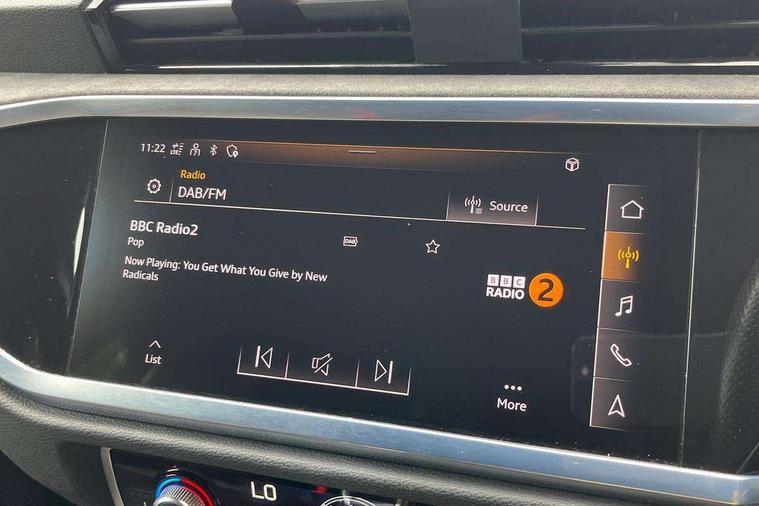 11:22 LTE
Radio
DAB/FM
Source
BBC Radio2
Pop
DAB
Now Playing: You Get What You Give by New
Radicals
BBC
RADIO 2
List
More
LO